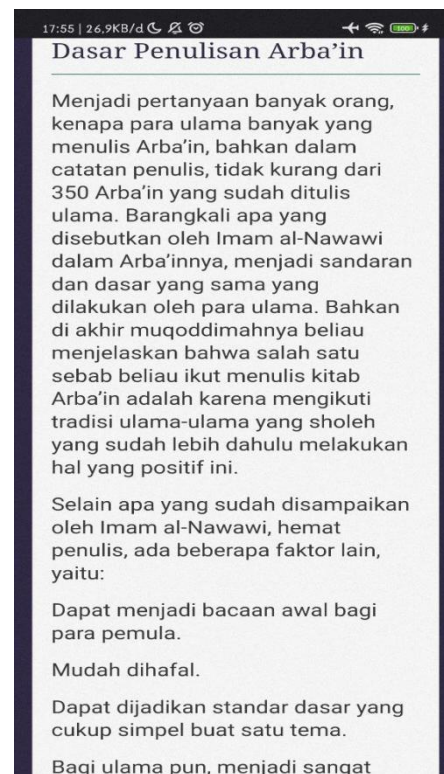 17:55 | 26,9KB/d
100
Dasar Penulisan Arba’in
Menjadi pertanyaan banyak orang,
kenapa para ulama banyak yang
menulis Arba’in, bahkan dalam
catatan penulis, tidak kurang dari
350 Arba’in yang sudah ditulis
ulama. Barangkali apa yang
disebutkan oleh Imam al-Nawawi
dalam Arba’innya, menjadi sandaran
dan dasar yang sama yang
dilakukan oleh para ulama. Bahkan
di akhir muqoddimahnya beliau
menjelaskan bahwa salah satu
sebab beliau ikut menulis kitab
Arba’in adalah karena mengikuti
tradisi ulama-ulama yang sholeh
yang sudah lebih dahulu melakukan
hal yang positif ini.
Selain apa yang sudah disampaikan
oleh Imam al-Nawawi, hemat
penulis, ada beberapa faktor lain,
yaitu:
Dapat menjadi bacaan awal bagi
para pemula.
Mudah dihafal.
Dapat dijadikan standar dasar yang
cukup simpel buat satu tema.
Bagi ulama pun, menjadi sangat